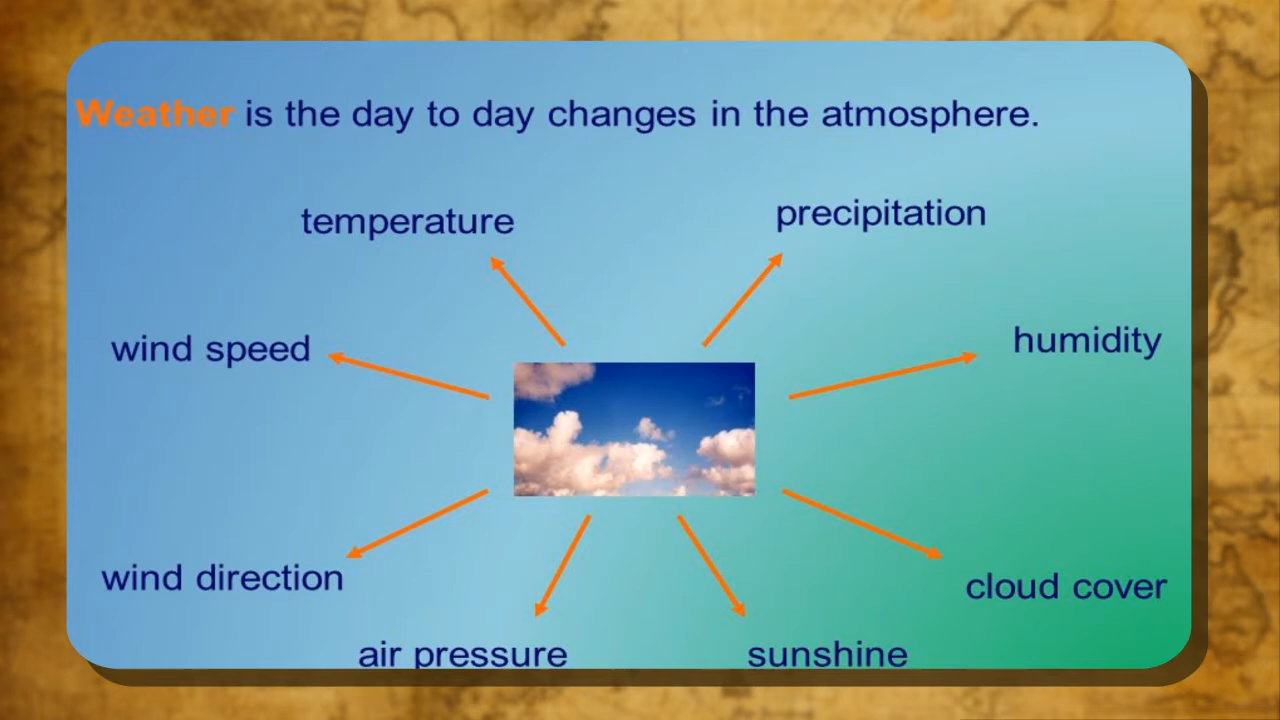 Weather is the day to day changes in the atmosphere.
temperature
precipitation
wind speed
humidity
wind direction
cloud cover
air pressure
sunshine